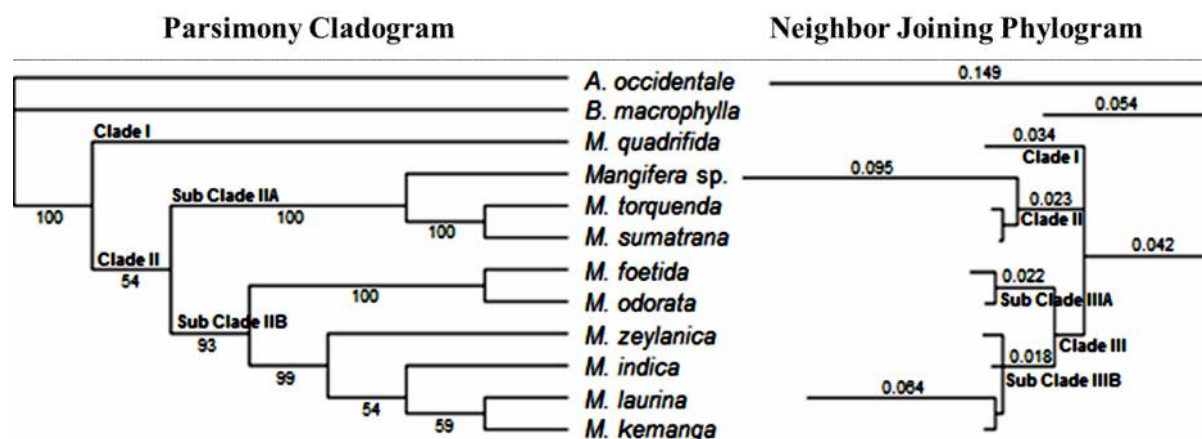 Parsimony Cladogram Neighbor Joining Phylogram
A. occidentale 0.149
B. macrophylla 0.054
Clade I M. quadrifida 0.034
Clade I
Mangifera sp. 0.095
Sub Clade IIA 100 M. torquenda 0.023
100 Clade II
100 M. sumatrana
Clade II 0.042
54 M. foetida 0.022
100 M. odorata Sub Clade IIIA
Sub Clade IIB
93 M. zeylanica Clade III
99 M. indica 0.018
Sub Clade IIIB
54 M. laurina 0.064
59 M. kemanga